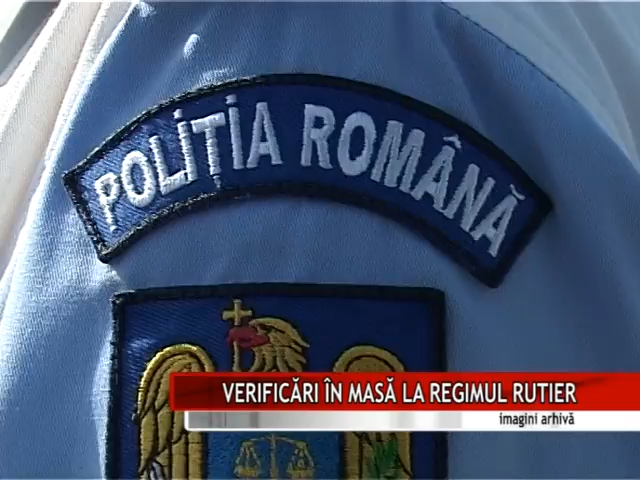 POLIȚIA ROMÂNĂ
VERIFICĂRI ÎN MASĂ LA REGIMUL RUTIER
imagini arhivă